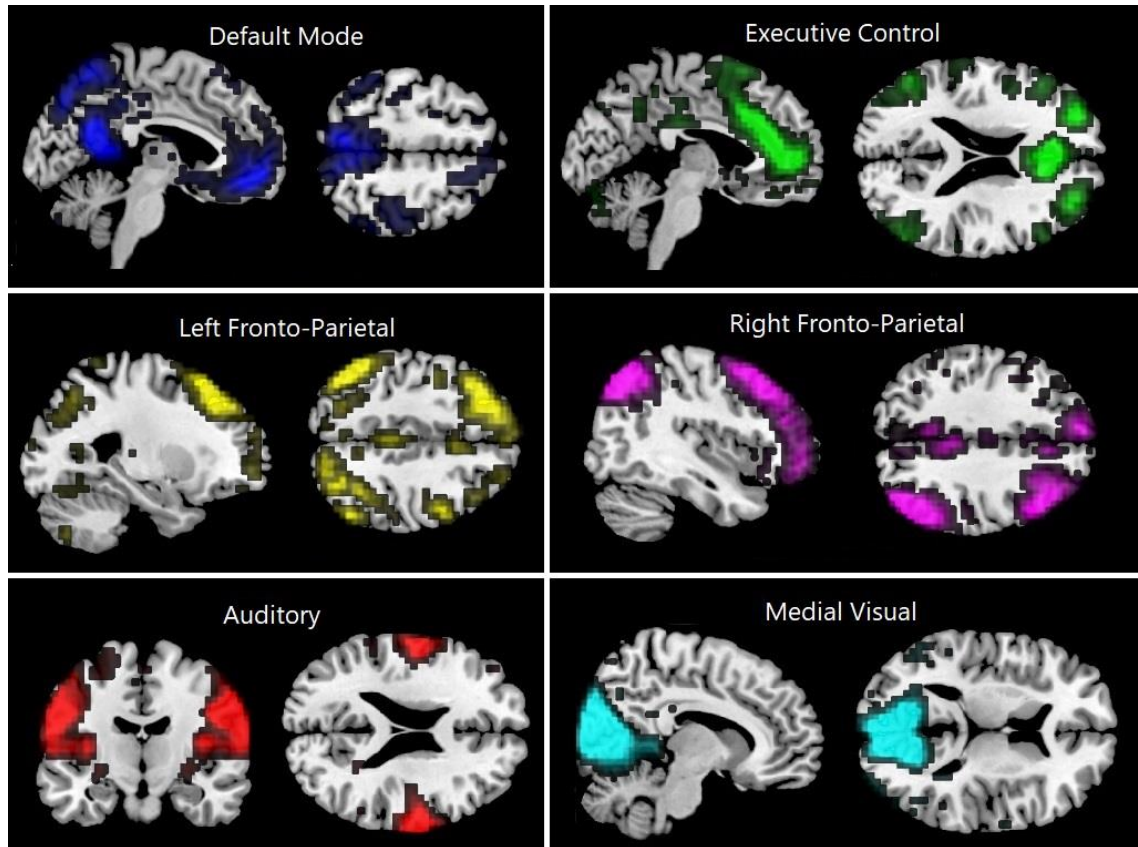 Default Mode
Executive Control
Left Fronto-Parietal
Right Fronto-Parietal
Auditory
Medial Visual